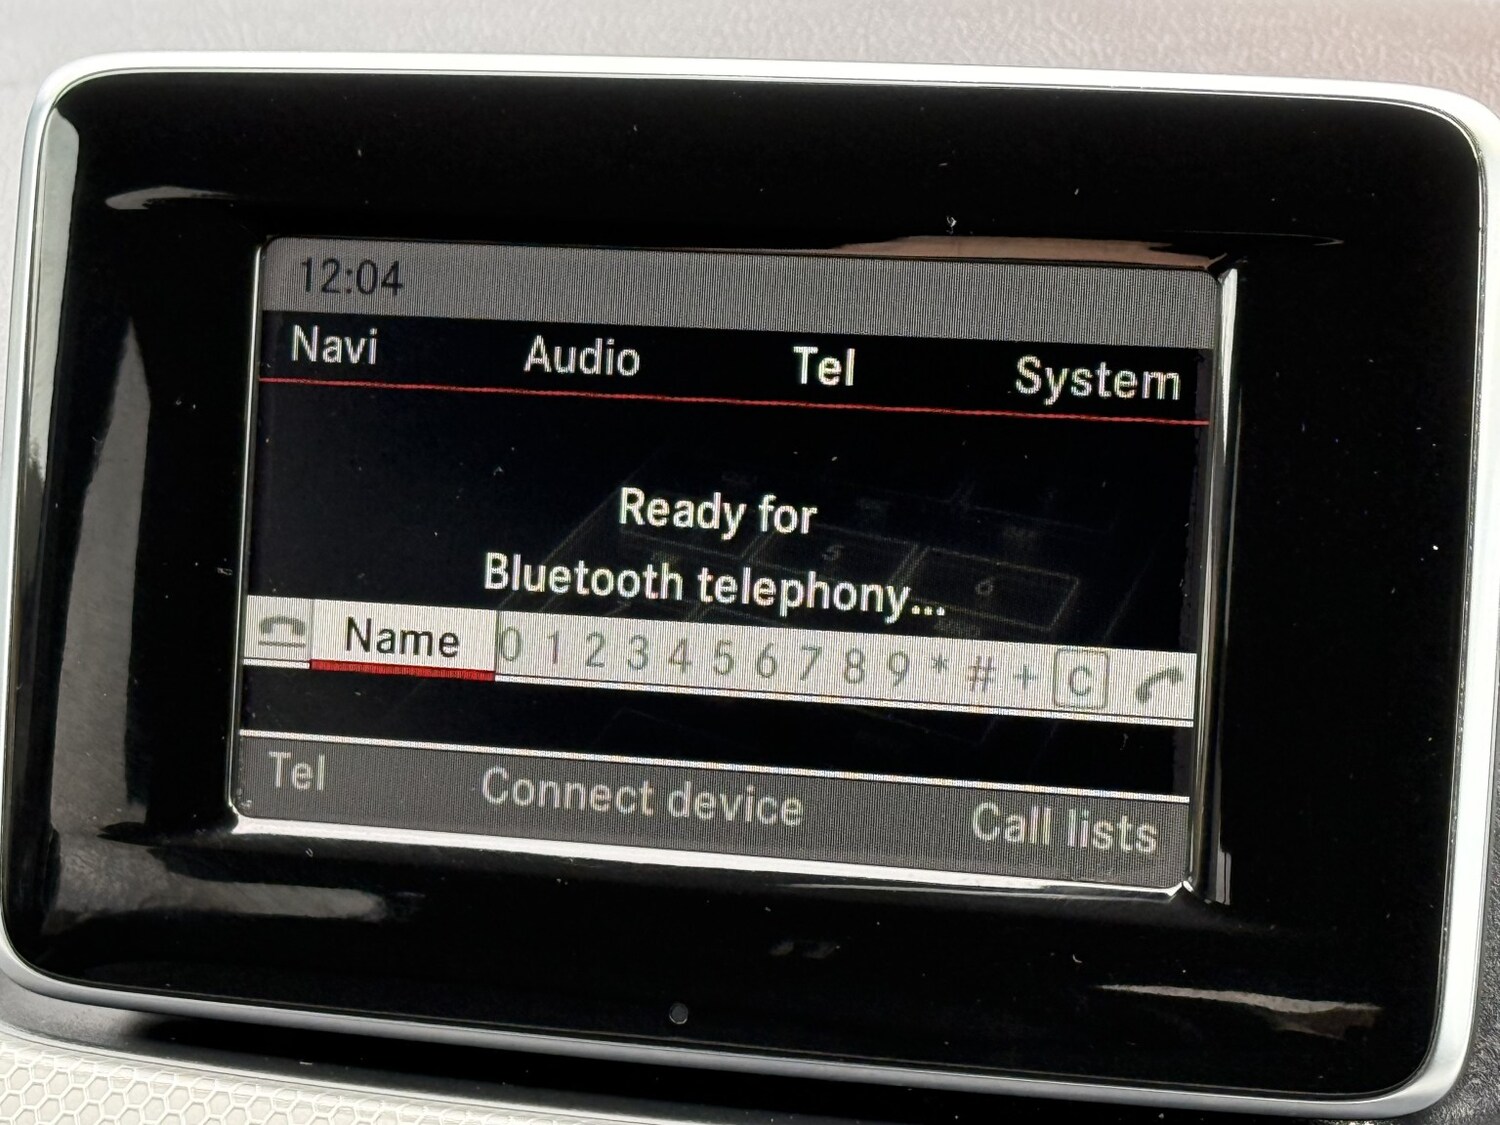 12:04
Navi Audio Tel System
Ready for
Bluetooth telephony...
Name 0 1 2 3 4 5 6 7 8 9 * # + C
Tel Connect device Call lists